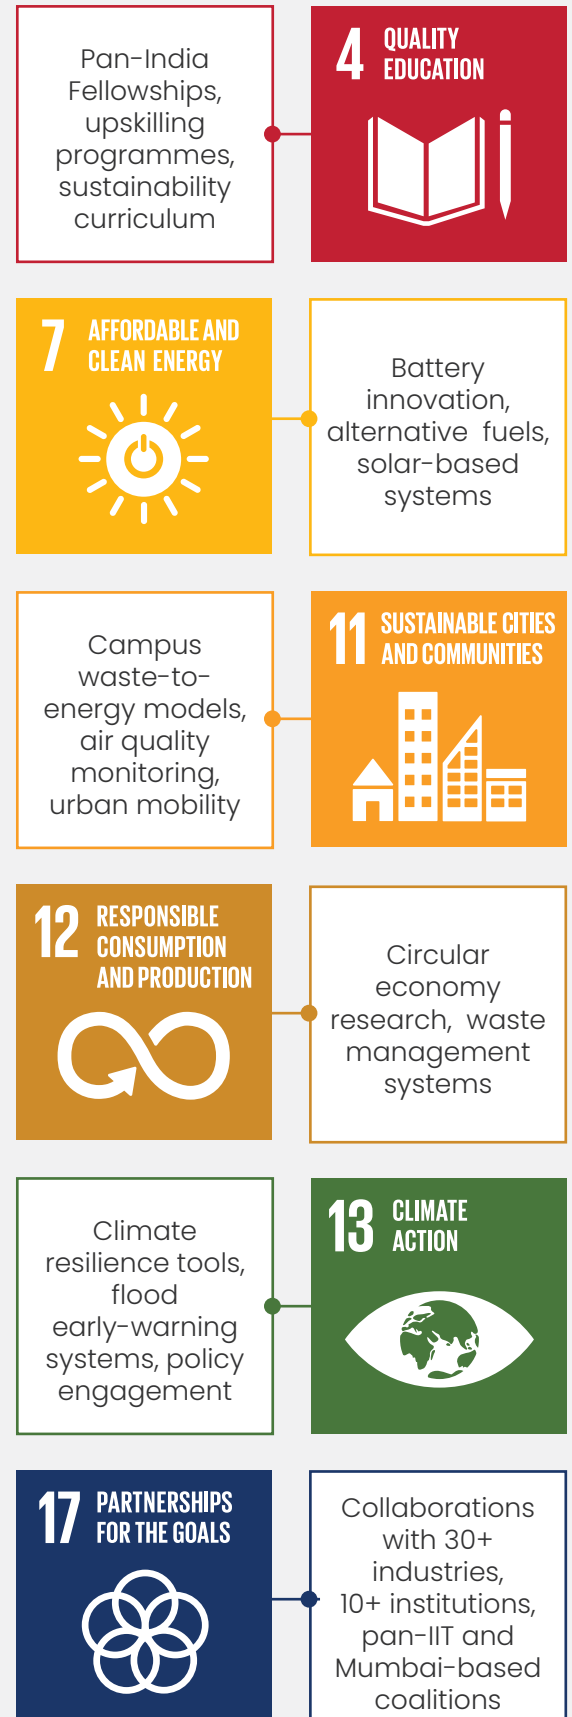 Pan-India
Fellowships,
upskilling
programmes,
sustainability
curriculum
4 QUALITY
EDUCATION
7 AFFORDABLE AND
CLEAN ENERGY
Battery
innovation,
alternative fuels,
solar-based
systems
Campus
waste-to-
energy models,
air quality
monitoring,
urban mobility
11 SUSTAINABLE CITIES
AND COMMUNITIES
12 RESPONSIBLE
CONSUMPTION
AND PRODUCTION
Circular
economy
research, waste
management
systems
Climate
resilience tools,
flood
early-warning
systems, policy
engagement
13 CLIMATE
ACTION
17 PARTNERSHIPS
FOR THE GOALS
Collaborations
with 30+
industries,
10+ institutions,
pan-IIT and
Mumbai-based
coalitions